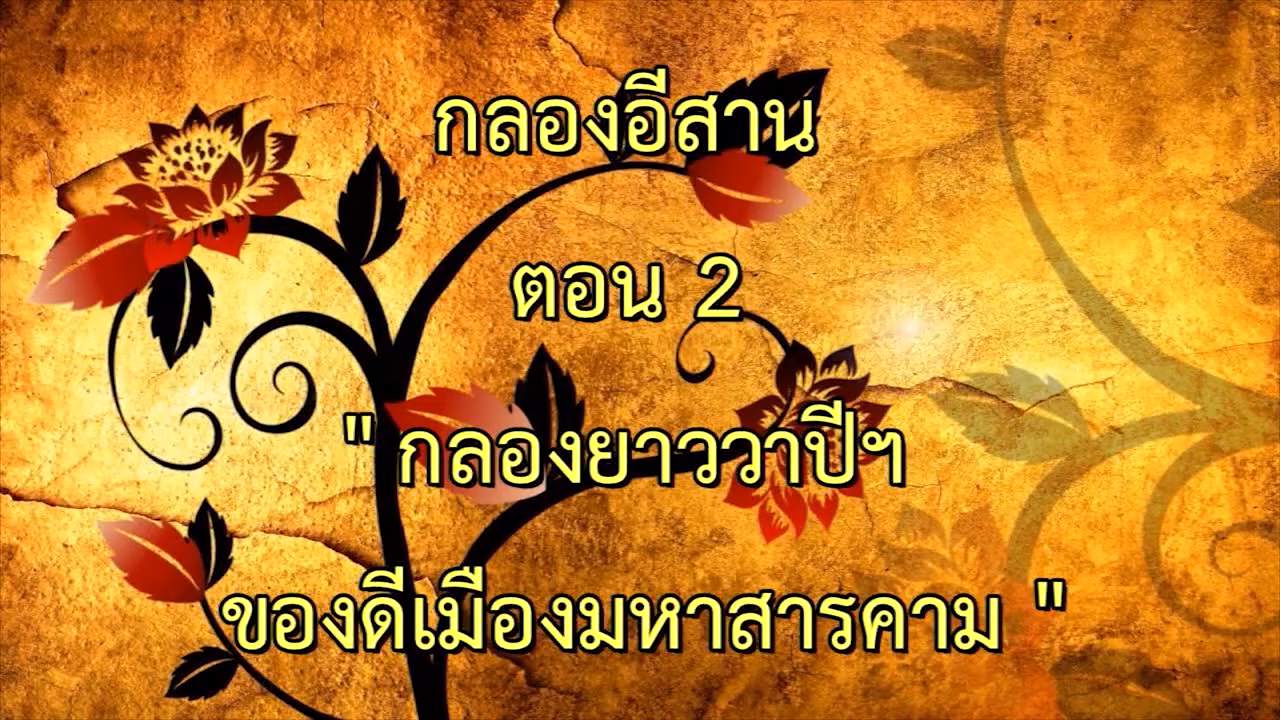 กลองอีสาน
ตอน 2
" กลองยาววาปีฯ
ของดีเมืองมหาสารคาม "